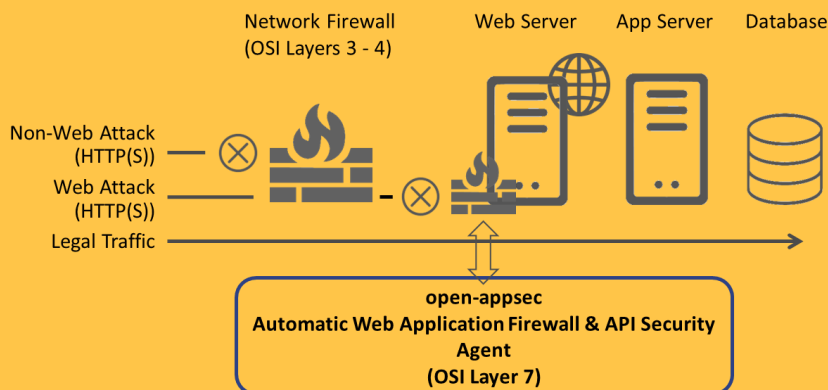 Network Firewall
(OSI Layers 3 - 4)
Web Server
App Server
Database
Non-Web Attack
(HTTP(S))
Web Attack
(HTTP(S))
Legal Traffic
open-appsec
Automatic Web Application Firewall & API Security
Agent
(OSI Layer 7)